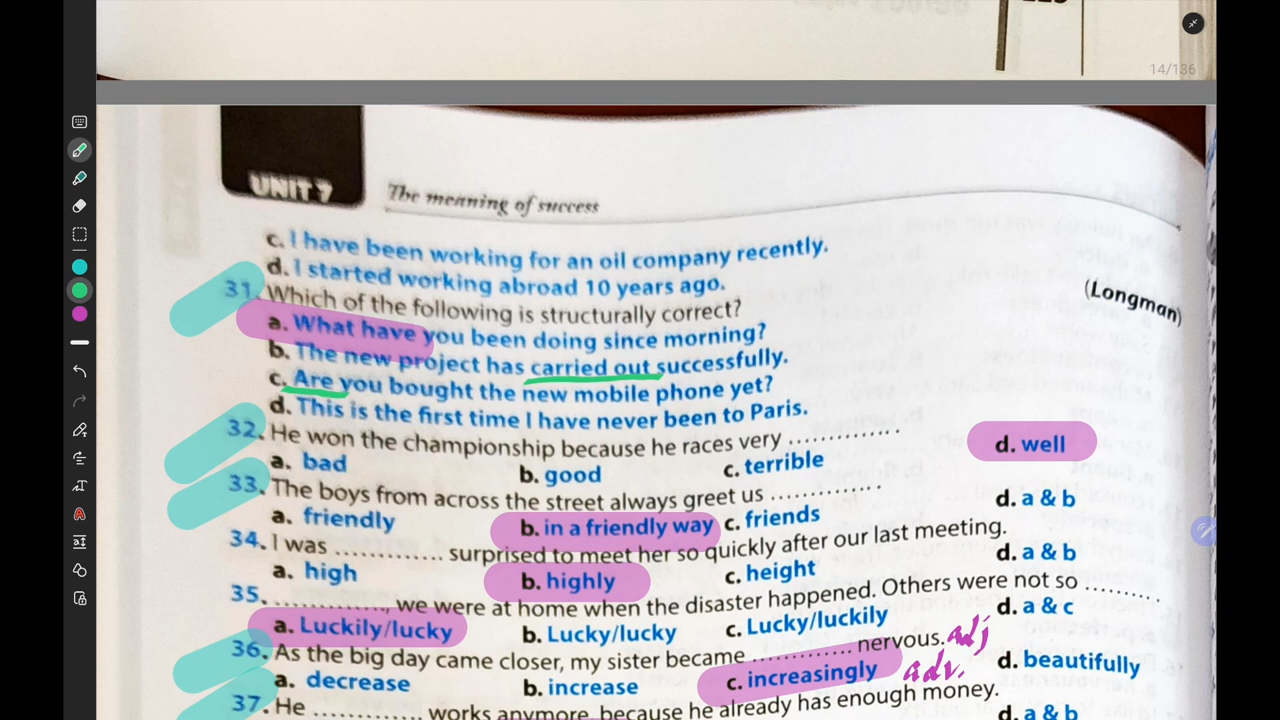 14/136
UNIT 7
The meaning of success
c. I have been working for an oil company recently.
d. I started working abroad 10 years ago.
31. Which of the following is structurally correct? (Longman)
a. What have you been doing since morning?
b. The new project has carried out successfully.
c. Are you bought the new mobile phone yet?
d. This is the first time I have never been to Paris.
32. He won the championship because he races very ................
a. bad b. good c. terrible d. well
33. The boys from across the street always greet us ..............
a. friendly b. in a friendly way c. friends d. a & b
34. I was .............. surprised to meet her so quickly after our last meeting.
a. high b. highly c. height d. a & b
35. .............., we were at home when the disaster happened. Others were not so ..............
a. Luckily/lucky b. Lucky/lucky c. Lucky/luckily d. a & c
36. As the big day came closer, my sister became .............. nervous. adj
a. decrease b. increase c. increasingly adv. d. beautifully
37. He .............. works anymore, because he already has enough money.
d. a & b